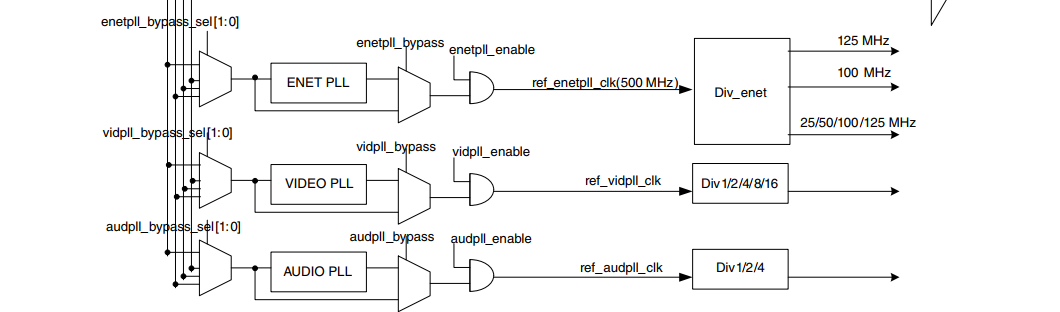 enetpll_bypass_sel[1:0]
enetpll_bypass
enetpll_enable
ENET PLL
ref_enetpll_clk(500 MHz)
Div_enet
125 MHz
100 MHz
25/50/100/125 MHz
vidpll_bypass_sel[1:0]
vidpll_bypass
vidpll_enable
VIDEO PLL
ref_vidpll_clk
Div1/2/4/8/16
audpll_bypass_sel[1:0]
audpll_bypass
audpll_enable
AUDIO PLL
ref_audpll_clk
Div1/2/4